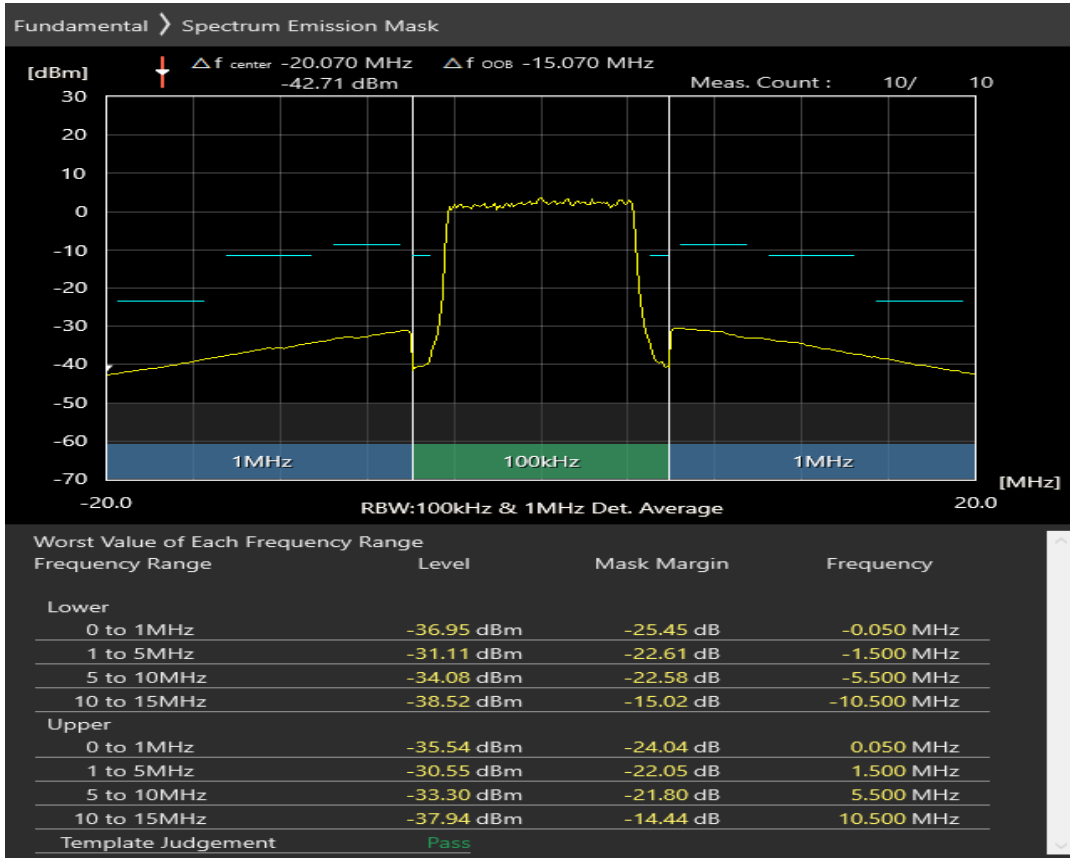 Fundamental ❯ Spectrum Emission Mask
[dBm] △f center -20.070 MHz △f OOB -15.070 MHz
-42.71 dBm Meas. Count : 10/ 10
30
20
10
0
-10
-20
-30
-40
-50
-60
1MHz 100kHz 1MHz
-70 [MHz]
-20.0 RBW:100kHz & 1MHz Det. Average 20.0
Worst Value of Each Frequency Range
Frequency Range Level Mask Margin Frequency
Lower
0 to 1MHz -36.95 dBm -25.45 dB -0.050 MHz
1 to 5MHz -31.11 dBm -22.61 dB -1.500 MHz
5 to 10MHz -34.08 dBm -22.58 dB -5.500 MHz
10 to 15MHz -38.52 dBm -15.02 dB -10.500 MHz
Upper
0 to 1MHz -35.54 dBm -24.04 dB 0.050 MHz
1 to 5MHz -30.55 dBm -22.05 dB 1.500 MHz
5 to 10MHz -33.30 dBm -21.80 dB 5.500 MHz
10 to 15MHz -37.94 dBm -14.44 dB 10.500 MHz
Template Judgement Pass